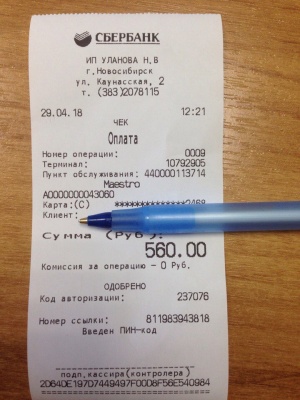 СБЕРБАНК
ИП УЛАНОВА Н.В
г.Новосибирск
ул. Каунасская, 2
т. (383)2078115
29.04.18 12:21
ЧЕК
Оплата
Номер операции: 0009
Терминал: 10792905
Пункт обслуживания: 440000113714
Maestro
A0000000043060
Карта:(C)
Клиент:
Сумма (Руб):
560.00
Комиссия за операцию - 0 Руб.
ОДОБРЕНО
Код авторизации: 237076
Номер ссылки: 811983943818
Введен ПИН-код
подп.кассира(контролера)
20640E197D7449497F0008F56E540984